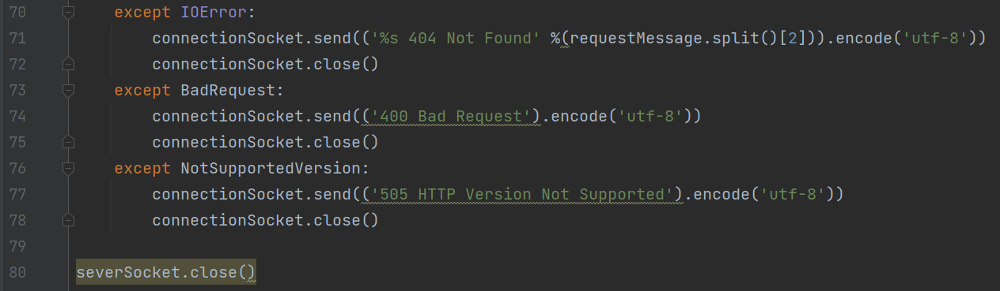 70 except IOError:
71 connectionSocket.send(('%s 404 Not Found' %(requestMessage.split()[2])).encode('utf-8'))
72 connectionSocket.close()
73 except BadRequest:
74 connectionSocket.send(('400 Bad Request').encode('utf-8'))
75 connectionSocket.close()
76 except NotSupportedVersion:
77 connectionSocket.send(('505 HTTP Version Not Supported').encode('utf-8'))
78 connectionSocket.close()
79
80 severSocket.close()